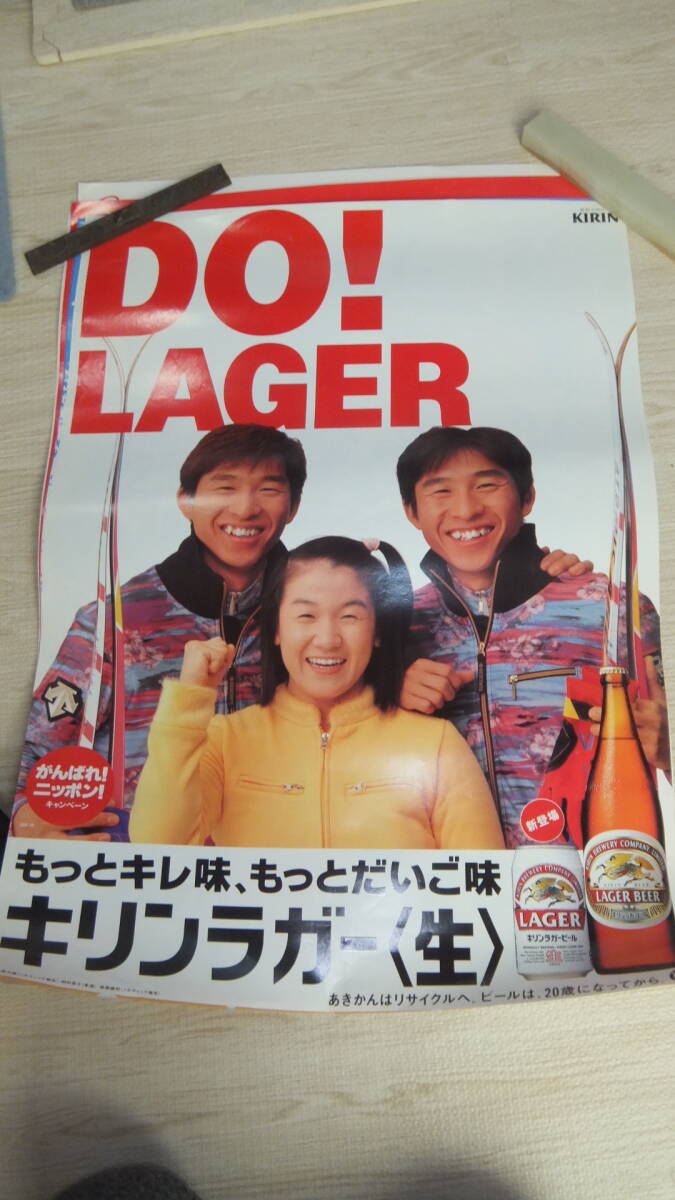 KIRIN
DO!
LAGER
がんばれ!
ニッポン!
キャンペーン
新登場
もっとキレ味、もっとだいご味
キリンラガー〈生〉
LAGER
キリンラガービール
生
BREWERY COMPANY
LAGER BEER
あきかんはリサイクルへ。ビールは、20歳になってから。